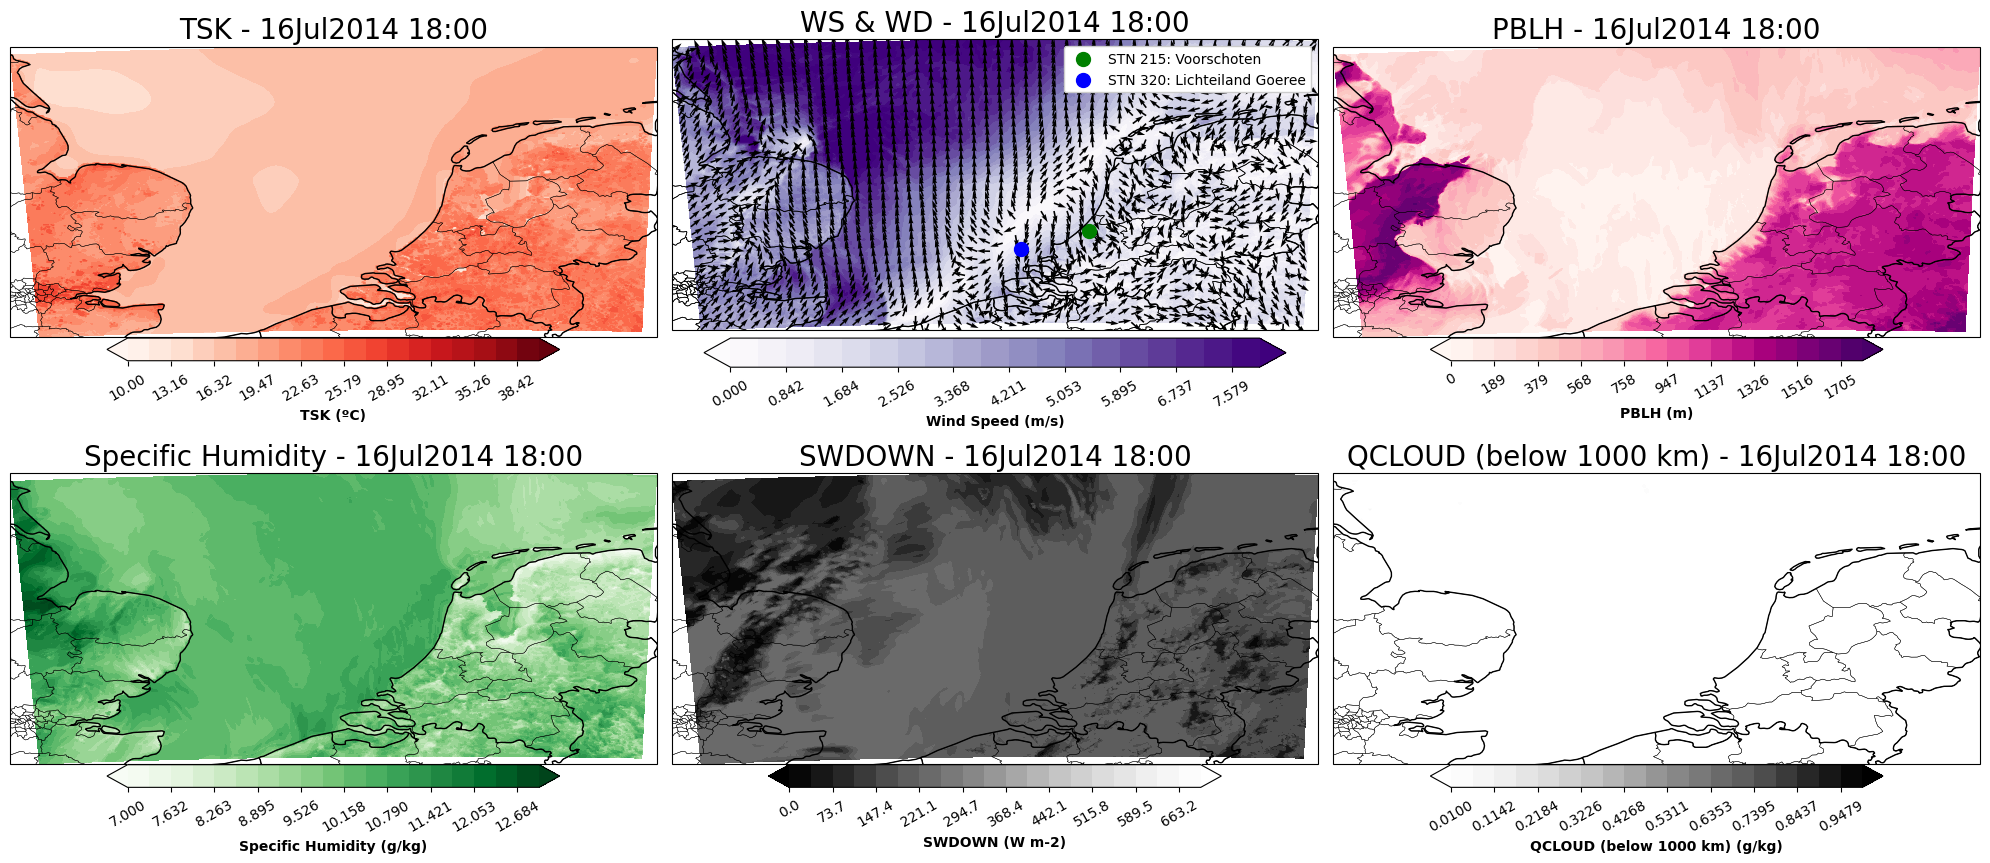 TSK - 16Jul2014 18:00
WS & WD - 16Jul2014 18:00
PBLH - 16Jul2014 18:00
STN 215: Voorschoten
STN 320: Lichteiland Goeree
10.00 13.16 16.32 19.47 22.63 25.79 28.95 32.11 35.26 38.42
TSK (ºC)
0.000 0.842 1.684 2.526 3.368 4.211 5.053 5.895 6.737 7.579
Wind Speed (m/s)
0 189 379 568 758 947 1137 1326 1516 1705
PBLH (m)
Specific Humidity - 16Jul2014 18:00
SWDOWN - 16Jul2014 18:00
QCLOUD (below 1000 km) - 16Jul2014 18:00
7.000 7.632 8.263 8.895 9.526 10.158 10.790 11.421 12.053 12.684
Specific Humidity (g/kg)
0.0 73.7 147.4 221.1 294.7 368.4 442.1 515.8 589.5 663.2
SWDOWN (W m-2)
0.0100 0.1142 0.2184 0.3226 0.4268 0.5311 0.6353 0.7395 0.8437 0.9479
QCLOUD (below 1000 km) (g/kg)